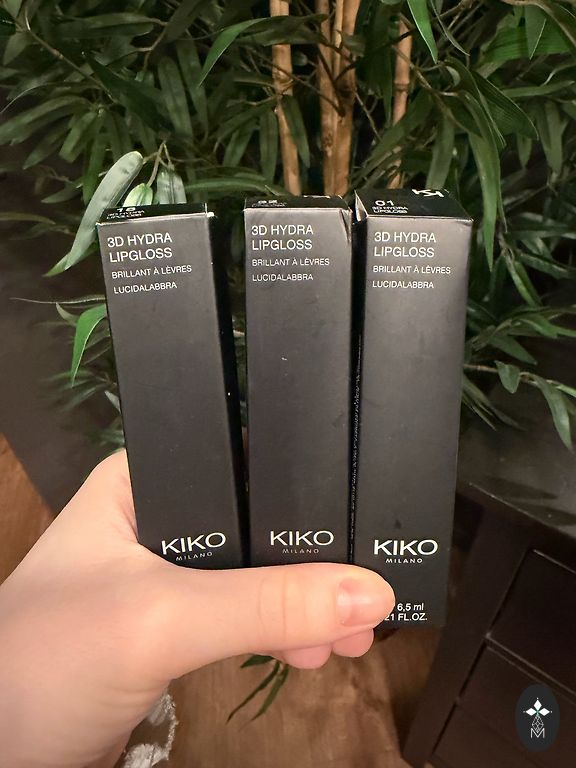 3D HYDRA
LIPGLOSS
BRILLANT À LÈVRES
LUCIDALABBRA
KIKO
MILANO
3D HYDRA
LIPGLOSS
BRILLANT À LÈVRES
LUCIDALABBRA
KIKO
MILANO
01
3D HYDRA
LIPGLOSS
3D HYDRA
LIPGLOSS
BRILLANT À LÈVRES
LUCIDALABBRA
KIKO
MILANO
6,5 ml
FL.OZ.